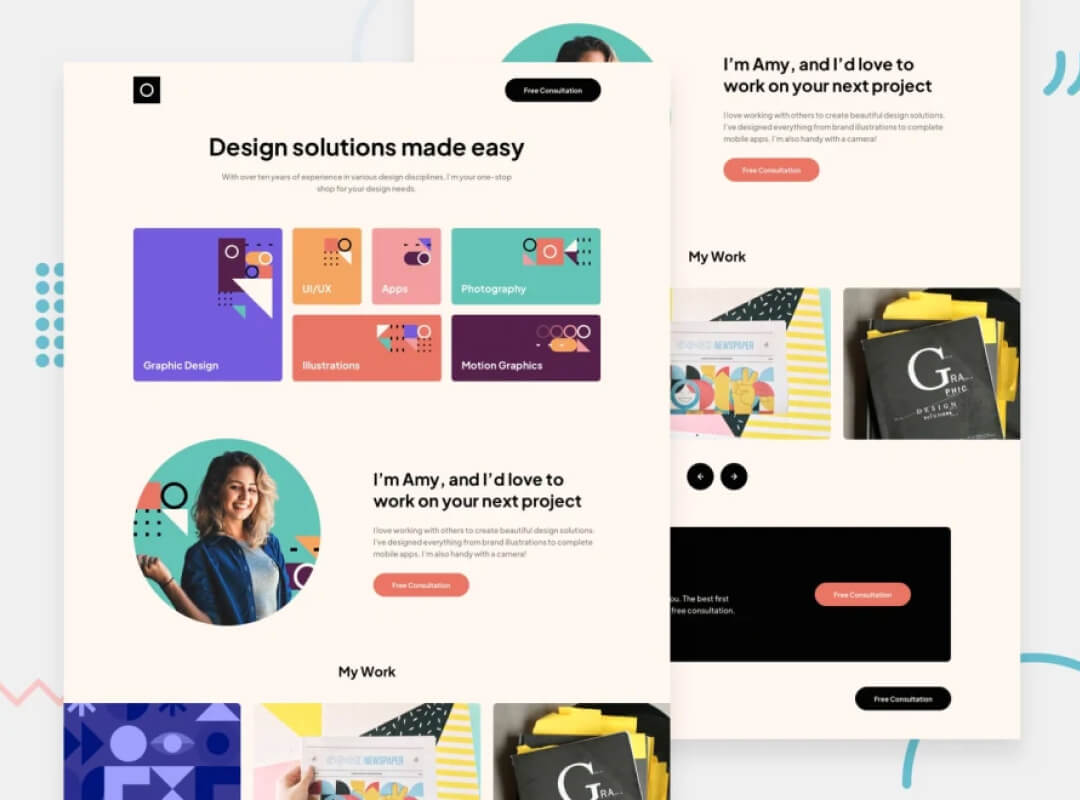 Free Consultation
Design solutions made easy
With over ten years of experience in various design disciplines, I'm your one-stop
shop for your design needs.
Graphic Design
UI/UX
Apps
Photography
Illustrations
Motion Graphics
I'm Amy, and I'd love to
work on your next project
I love working with others to create beautiful design solutions.
I've designed everything from brand illustrations to complete
mobile apps. I'm also handy with a camera!
Free Consultation
My Work
NEWSPAPER
G
RA...
I'm Amy, and I'd love to
work on your next project
I love working with others to create beautiful design solutions.
I've designed everything from brand illustrations to complete
mobile apps. I'm also handy with a camera!
Free Consultation
My Work
NEWSPAPER
GRA...
PHIC
DESIGN
ou. The best first
free consultation.
Free Consultation
Free Consultation